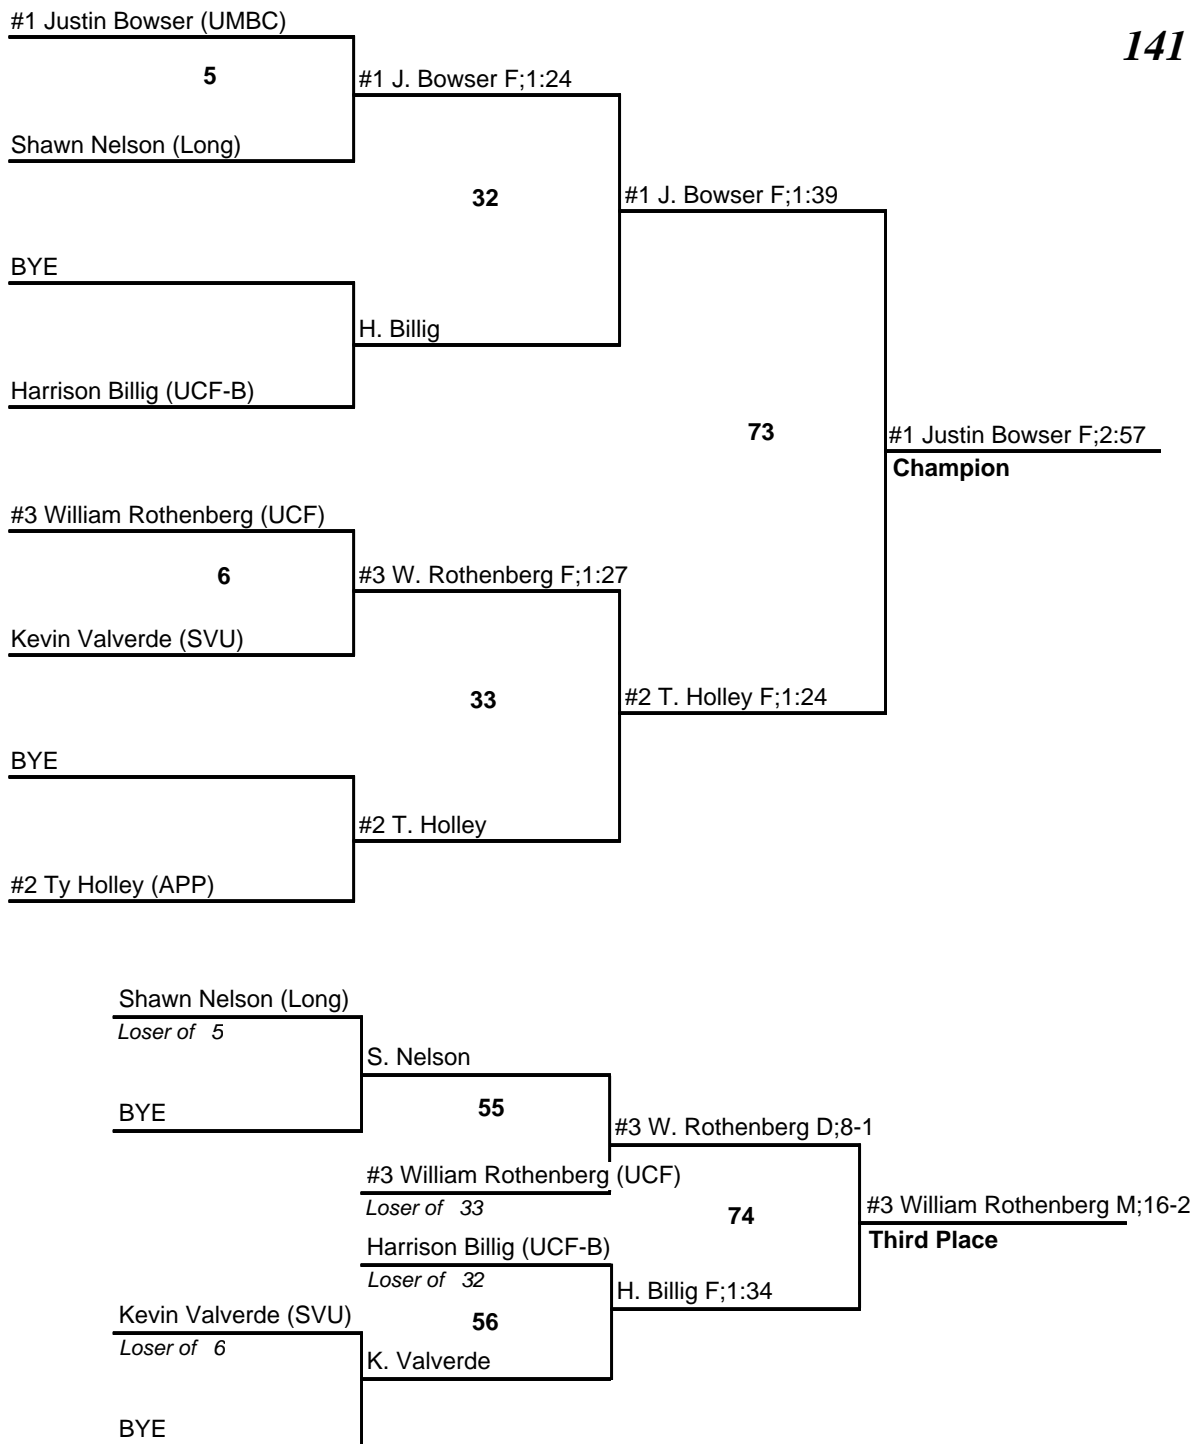 #1 Justin Bowser (UMBC)
141
5
#1 J. Bowser F;1:24
Shawn Nelson (Long)
32
#1 J. Bowser F;1:39
BYE
H. Billig
Harrison Billig (UCF-B)
73
#1 Justin Bowser F;2:57
Champion
#3 William Rothenberg (UCF)
6
#3 W. Rothenberg F;1:27
Kevin Valverde (SVU)
33
#2 T. Holley F;1:24
BYE
#2 T. Holley
#2 Ty Holley (APP)
Shawn Nelson (Long)
Loser of 5
S. Nelson
BYE
55
#3 W. Rothenberg D;8-1
#3 William Rothenberg (UCF)
Loser of 33
74
#3 William Rothenberg M;16-2
Third Place
Harrison Billig (UCF-B)
Loser of 32
H. Billig F;1:34
Kevin Valverde (SVU)
56
Loser of 6
K. Valverde
BYE